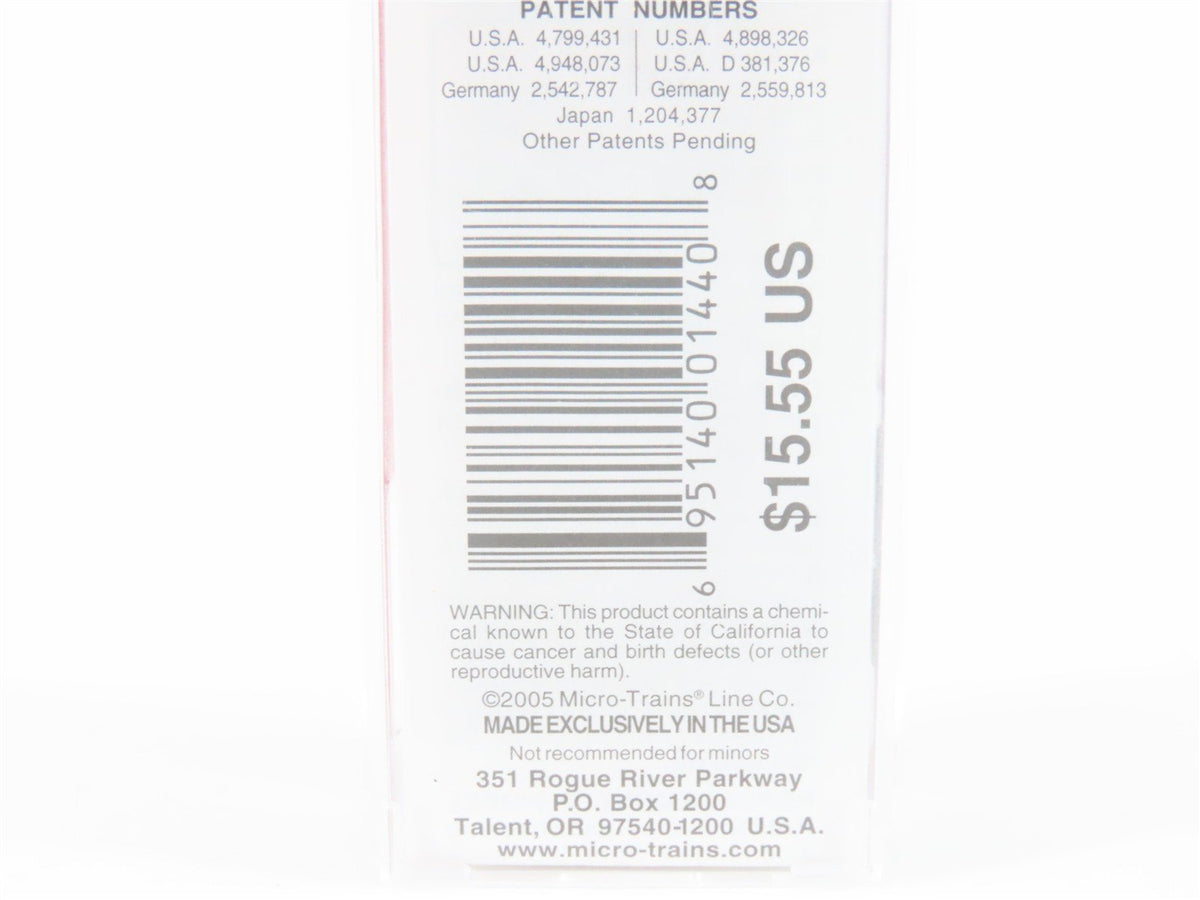 PATENT NUMBERS
U.S.A. 4,799,431 U.S.A. 4,898,326
U.S.A. 4,948,073 U.S.A. D 381,376
Germany 2,542,787 Germany 2,559,813
Japan 1,204,377
Other Patents Pending
6 95140 01440 8
$15.55 US
WARNING: This product contains a chemi-
cal known to the State of California to
cause cancer and birth defects (or other
reproductive harm).
©2005 Micro-Trains® Line Co.
MADE EXCLUSIVELY IN THE USA
Not recommended for minors
351 Rogue River Parkway
P.O. Box 1200
Talent, OR 97540-1200 U.S.A.
www.micro-trains.com